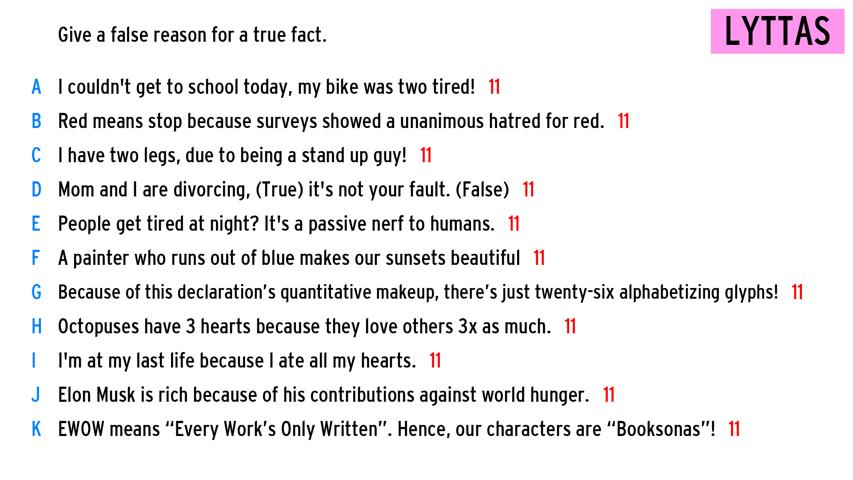 Give a false reason for a true fact.
LYTTAS
A I couldn't get to school today, my bike was two tired! 11
B Red means stop because surveys showed a unanimous hatred for red. 11
C I have two legs, due to being a stand up guy! 11
D Mom and I are divorcing, (True) it's not your fault. (False) 11
E People get tired at night? It's a passive nerf to humans. 11
F A painter who runs out of blue makes our sunsets beautiful 11
G Because of this declaration’s quantitative makeup, there’s just twenty-six alphabetizing glyphs! 11
H Octopuses have 3 hearts because they love others 3x as much. 11
I I'm at my last life because I ate all my hearts. 11
J Elon Musk is rich because of his contributions against world hunger. 11
K EWOW means “Every Work’s Only Written”. Hence, our characters are “Booksonas”! 11